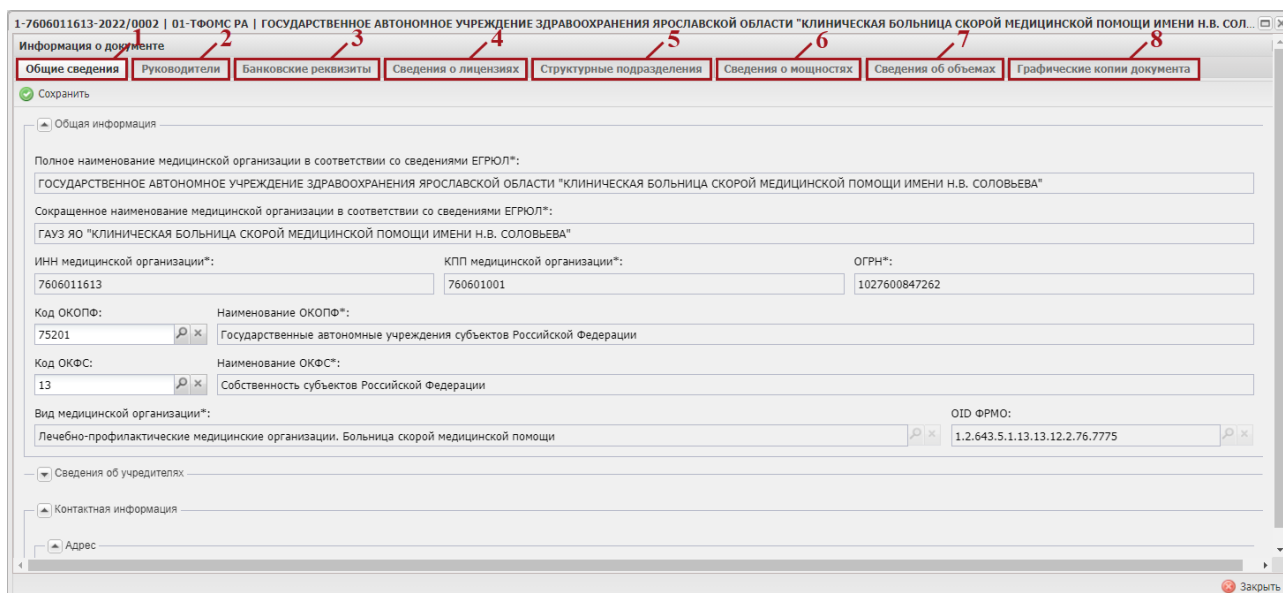 1-7606011613-2022/0002 | 01-ТФОМС РА | ГОСУДАРСТВЕННОЕ АВТОНОМНОЕ УЧРЕЖДЕНИЕ ЗДРАВООХРАНЕНИЯ ЯРОСЛАВСКОЙ ОБЛАСТИ "КЛИНИЧЕСКАЯ БОЛЬНИЦА СКОРОЙ МЕДИЦИНСКОЙ ПОМОЩИ ИМЕНИ Н.В. СОЛ...
Информация о документе
1 2 3 4 5 6 7 8
Общие сведения Руководители Банковские реквизиты Сведения о лицензиях Структурные подразделения Сведения о мощностях Сведения об объемах Графические копии документа
Сохранить
Общая информация
Полное наименование медицинской организации в соответствии со сведениями ЕГРЮЛ*:
ГОСУДАРСТВЕННОЕ АВТОНОМНОЕ УЧРЕЖДЕНИЕ ЗДРАВООХРАНЕНИЯ ЯРОСЛАВСКОЙ ОБЛАСТИ "КЛИНИЧЕСКАЯ БОЛЬНИЦА СКОРОЙ МЕДИЦИНСКОЙ ПОМОЩИ ИМЕНИ Н.В. СОЛОВЬЕВА"
Сокращенное наименование медицинской организации в соответствии со сведениями ЕГРЮЛ*:
ГАУЗ ЯО "КЛИНИЧЕСКАЯ БОЛЬНИЦА СКОРОЙ МЕДИЦИНСКОЙ ПОМОЩИ ИМЕНИ Н.В. СОЛОВЬЕВА"
ИНН медицинской организации*: КПП медицинской организации*: ОГРН*:
7606011613 760601001 1027600847262
Код ОКОПФ: Наименование ОКОПФ*:
75201 Государственные автономные учреждения субъектов Российской Федерации
Код ОКФС: Наименование ОКФС*:
13 Собственность субъектов Российской Федерации
Вид медицинской организации*: OID ФРМО:
Лечебно-профилактические медицинские организации. Больница скорой медицинской помощи 1.2.643.5.1.13.13.12.2.76.7775
Сведения об учредителях
Контактная информация
Адрес
Закрыть